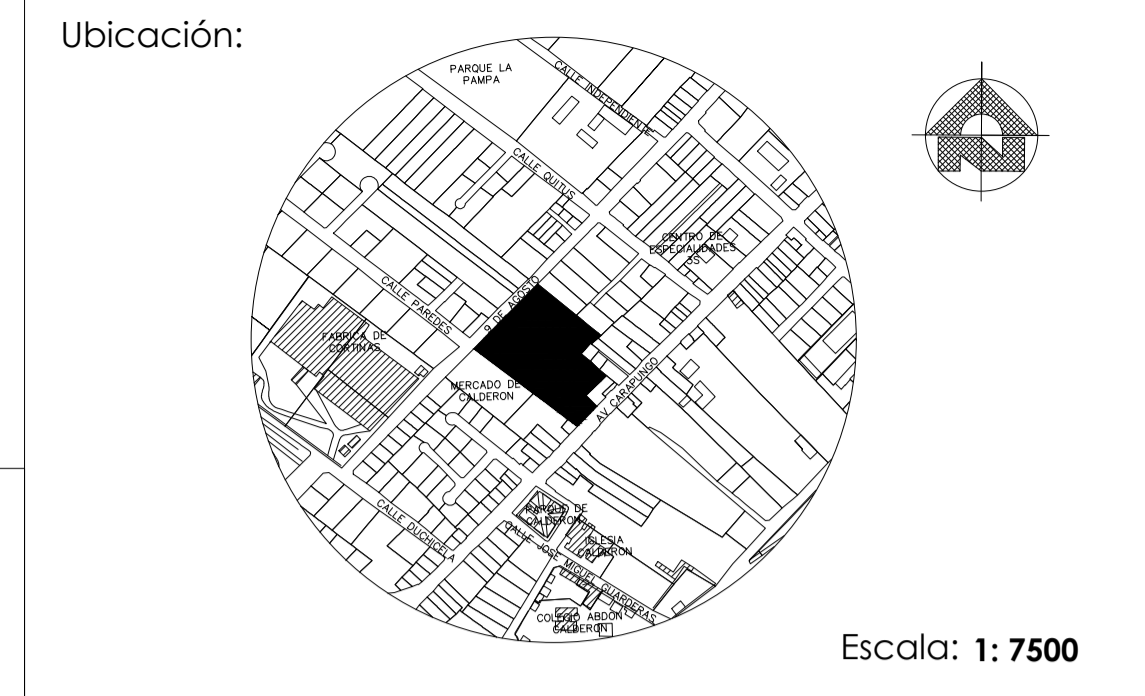 Ubicación:
PARQUE LA
PAMPA
CALLE INDEPENDIENTE
CALLE QUITUS
CENTRO DE
ESPECIALIDADES
3S
9 DE AGOSTO
CALLE PAREDES
FABRICA DE
CORTINAS
MERCADO DE
CALDERON
AV CARAPUNGO
PARQUE DE
CALDERON
IGLESIA
CALDERON
CALLE DUCHICELA
CALLE JOSE MIGUEL GUARDERAS
COLEGIO ABDON
CALDERON
Escala: 1: 7500